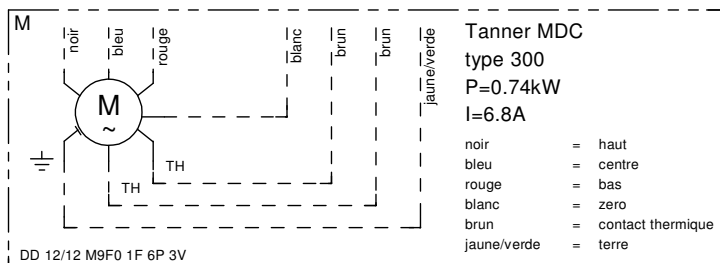 M
noir
bleu
rouge
blanc
brun
brun
jaune/verde
M
~
TH
TH
DD 12/12 M9F0 1F 6P 3V
Tanner MDC
type 300
P=0.74kW
I=6.8A
noir = haut
bleu = centre
rouge = bas
blanc = zero
brun = contact thermique
jaune/verde = terre